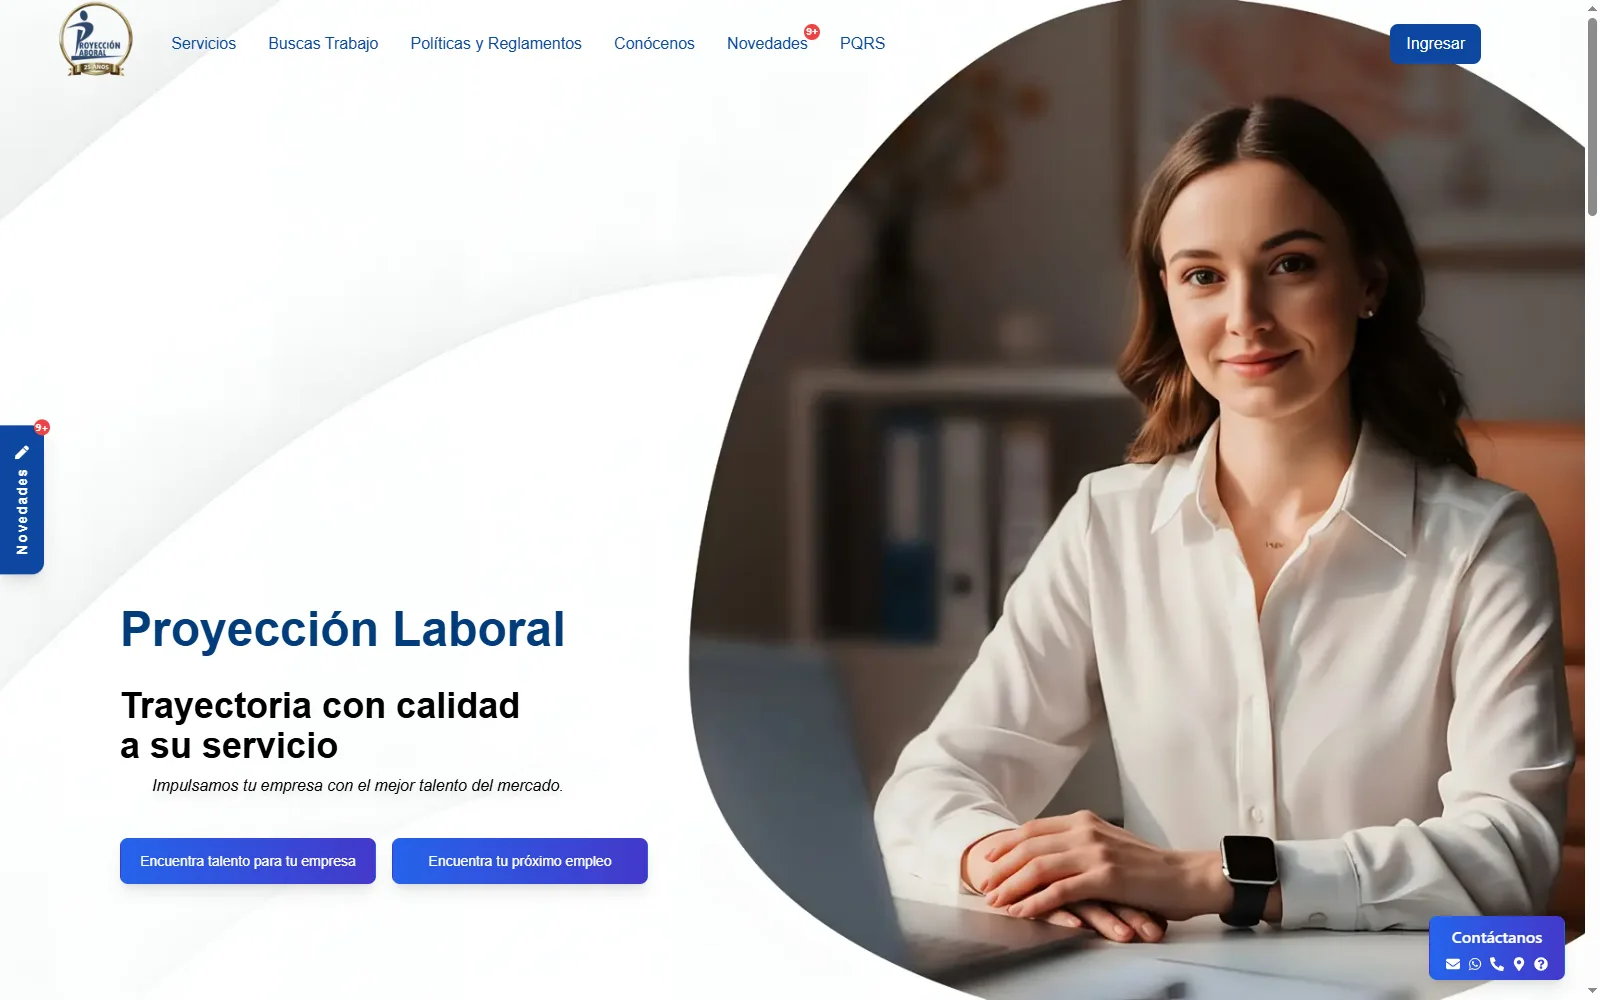 PROYECCIÓN
LABORAL
25 AÑOS
Servicios
Buscas Trabajo
Políticas y Reglamentos
Conócenos
Novedades
9+
PQRS
Ingresar
9+
Novedades
Proyección Laboral
Trayectoria con calidad
a su servicio
Impulsamos tu empresa con el mejor talento del mercado.
Encuentra talento para tu empresa
Encuentra tu próximo empleo
Contáctanos